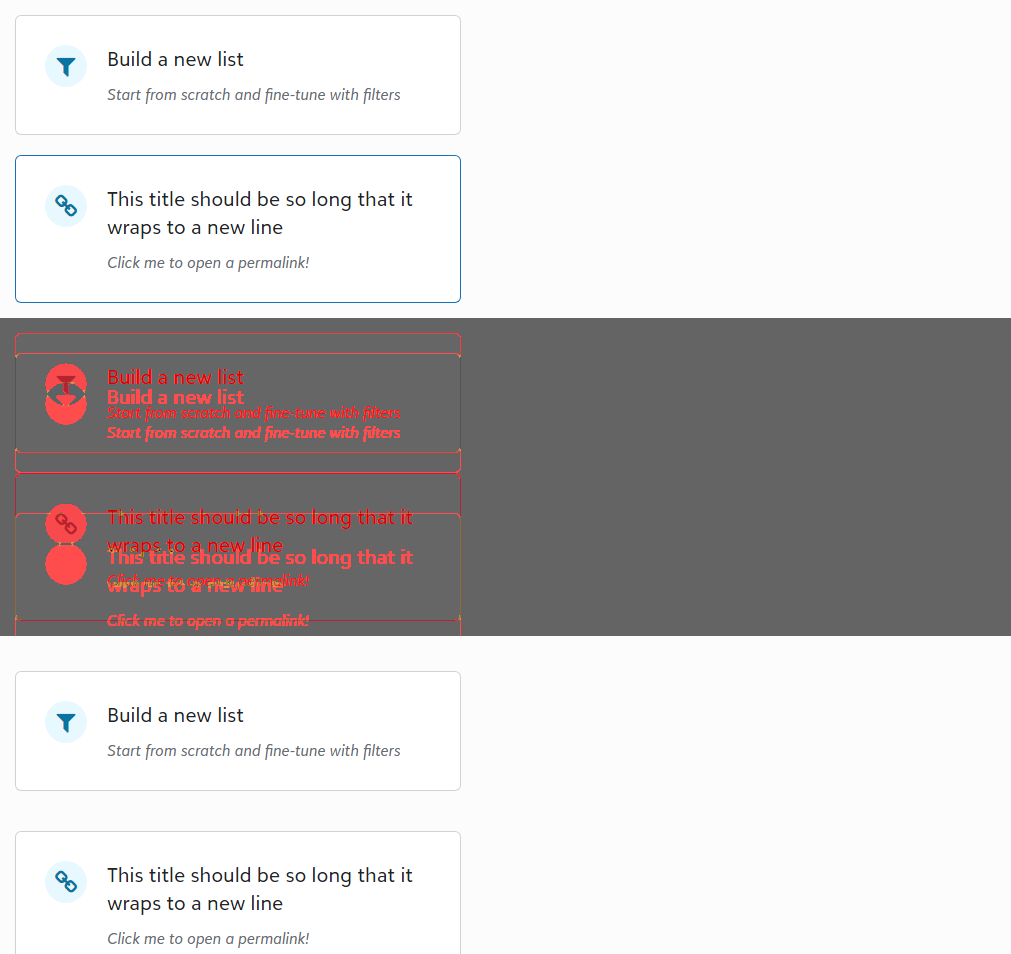 Build a new list
Start from scratch and fine-tune with filters
This title should be so long that it
wraps to a new line
Click me to open a permalink!
Build a new list
Build a new list
Start from scratch and fine-tune with filters
Start from scratch and fine-tune with filters
This title should be so long that it
wraps to a new line
This title should be so long that it
Click me to open a permalink!
wraps to a new line
Click me to open a permalink!
Build a new list
Start from scratch and fine-tune with filters
This title should be so long that it
wraps to a new line
Click me to open a permalink!